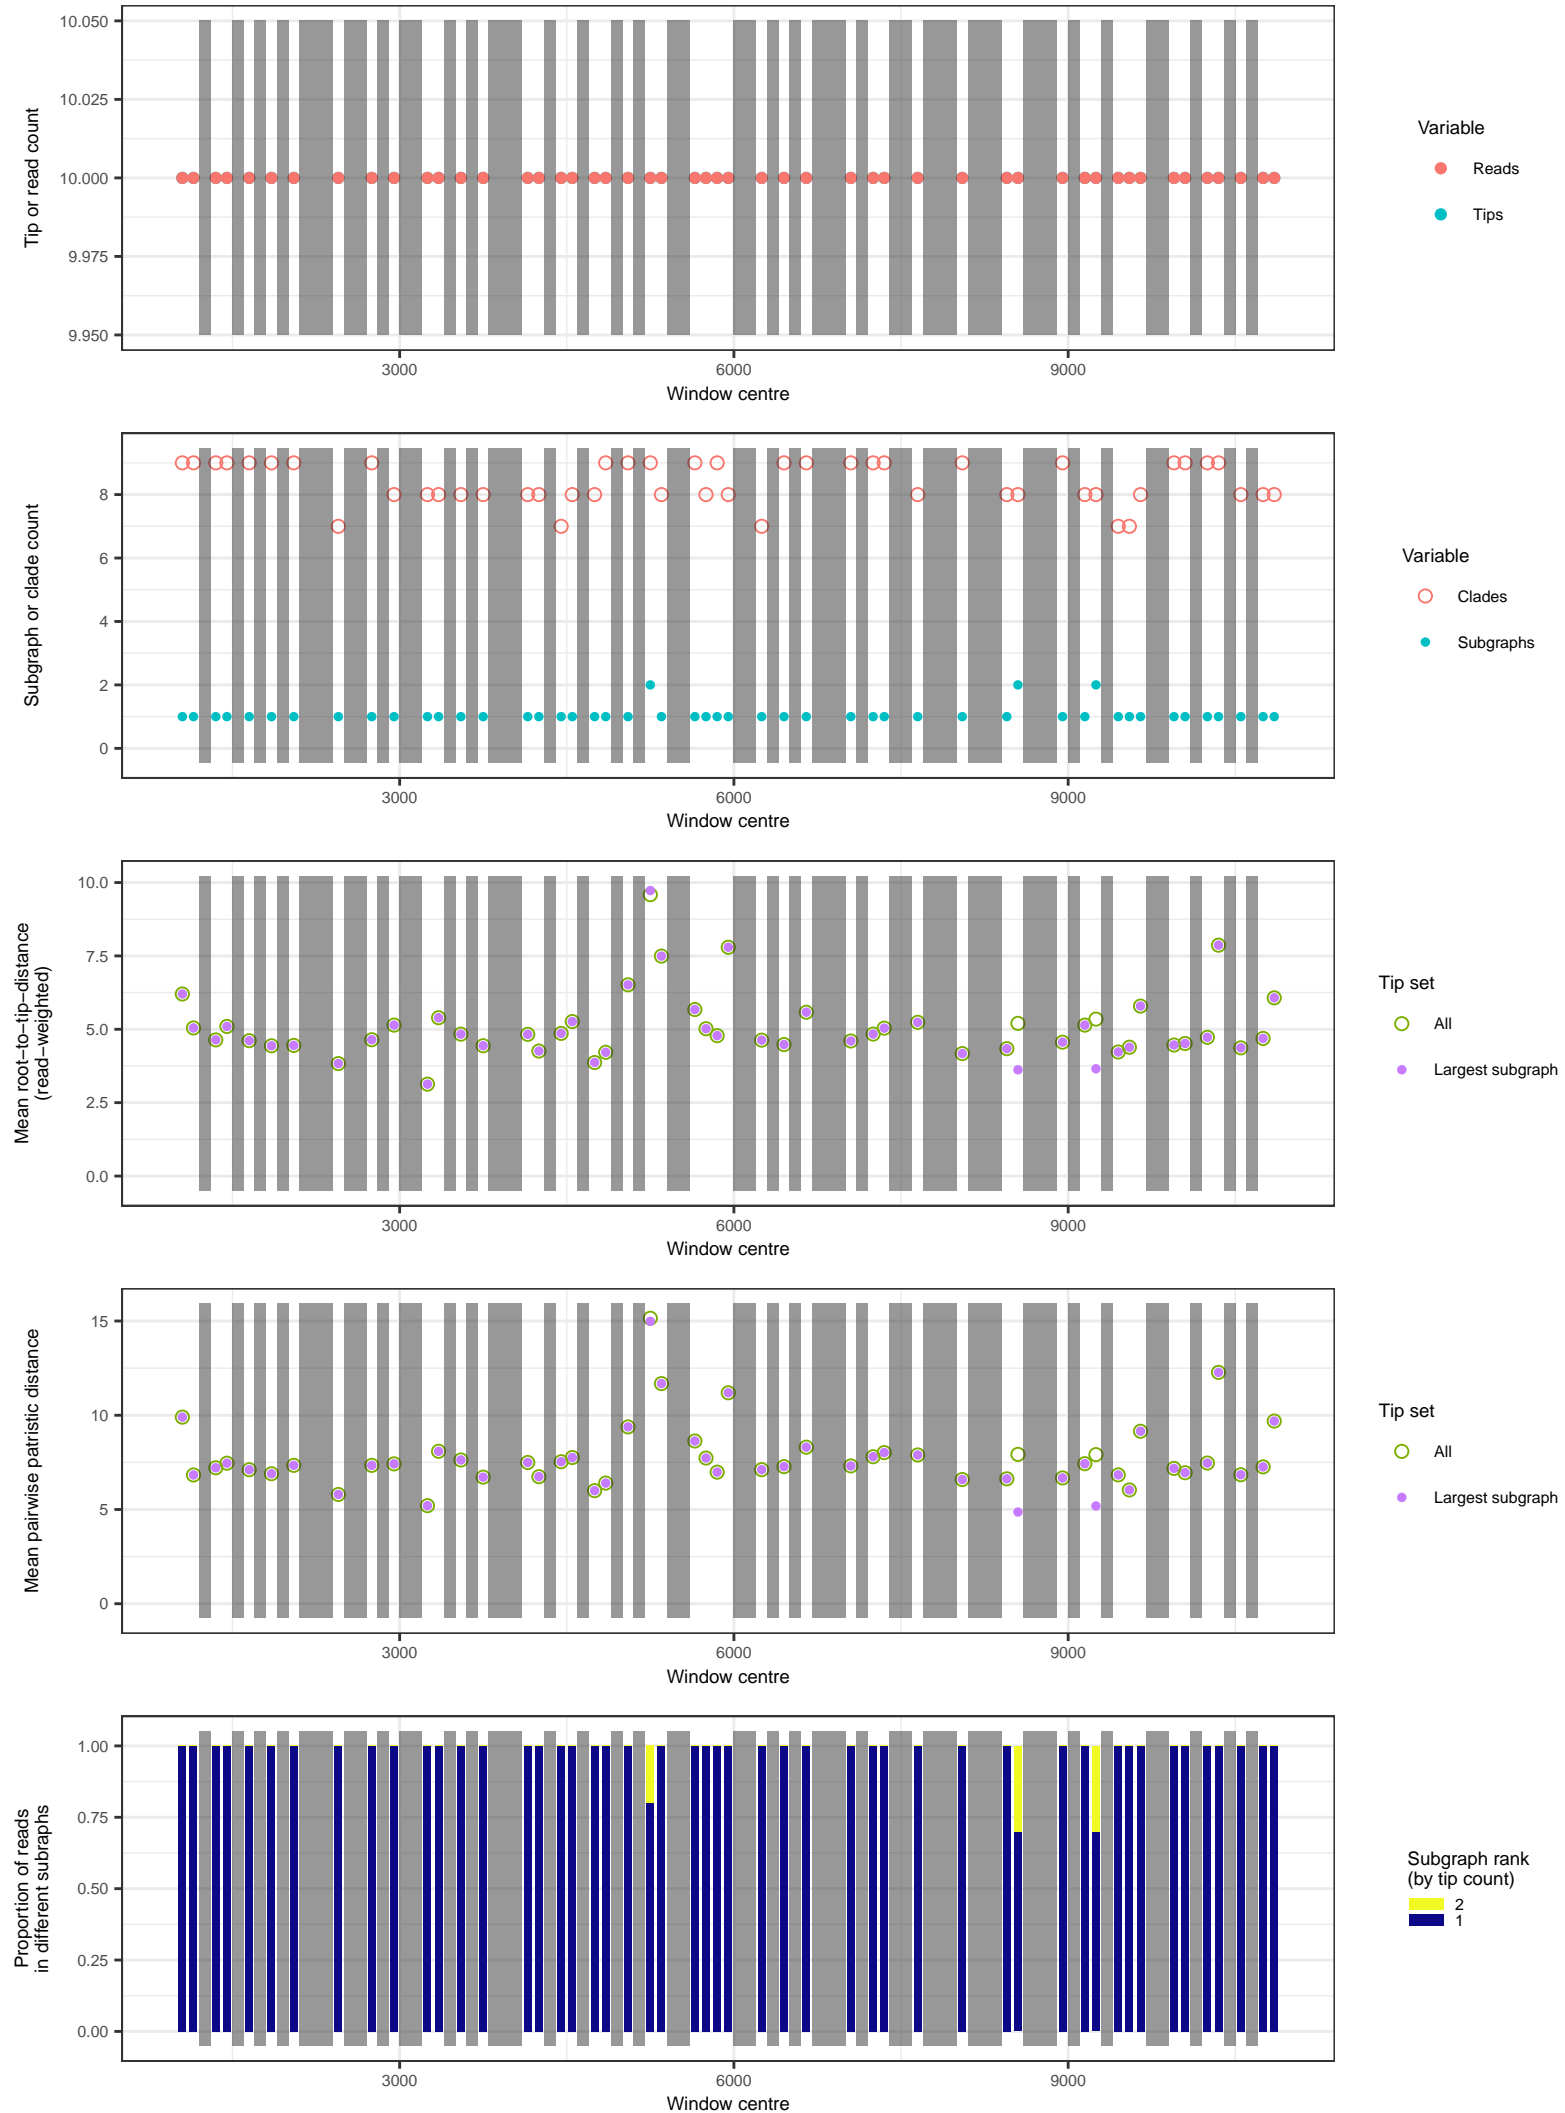 10.050
10.025
10.000
9.975
9.950
Tip or read count
3000
6000
9000
Window centre
Variable
Reads
Tips
8
6
4
2
0
Subgraph or clade count
3000
6000
9000
Window centre
Variable
Clades
Subgraphs
10.0
7.5
5.0
2.5
0.0
Mean root−to−tip−distance
(read−weighted)
3000
6000
9000
Window centre
Tip set
All
Largest subgraph
15
10
5
0
Mean pairwise patristic distance
3000
6000
9000
Window centre
Tip set
All
Largest subgraph
1.00
0.75
0.50
0.25
0.00
Proportion of reads
in different subraphs
3000
6000
9000
Window centre
Subgraph rank
(by tip count)
2
1